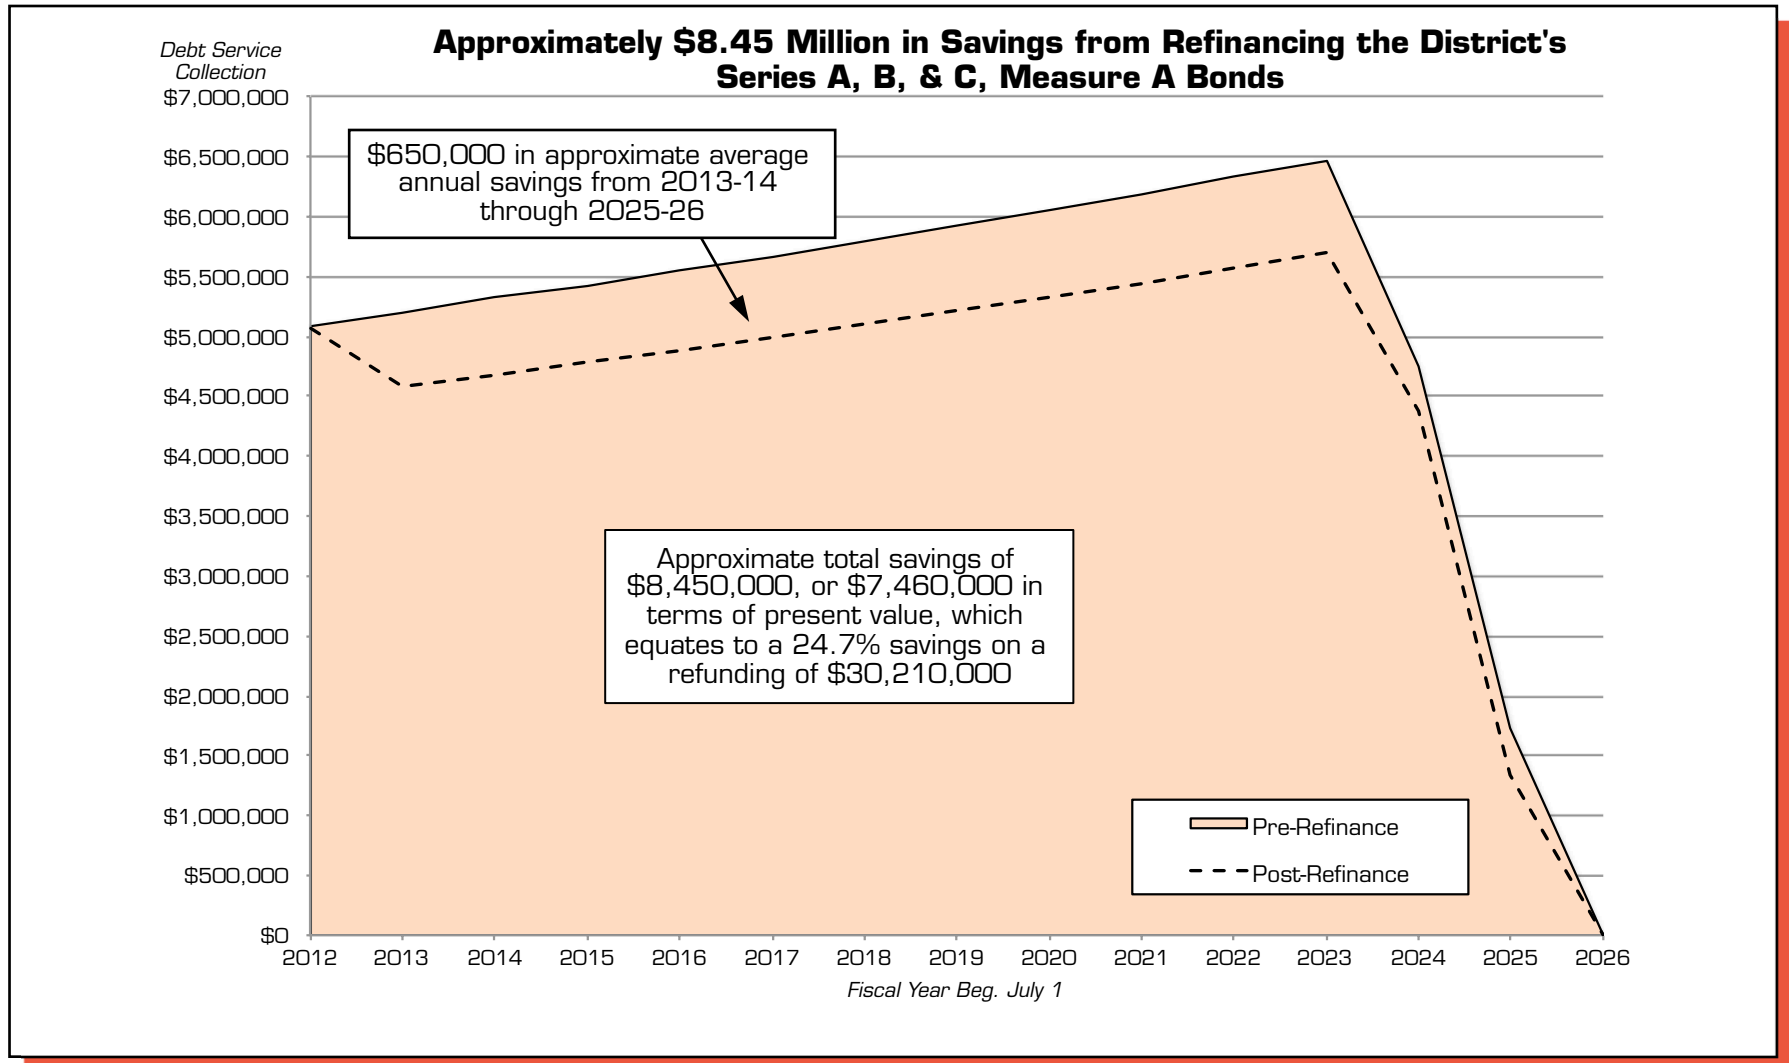 Approximately $8.45 Million in Savings from Refinancing the District's
Series A, B, & C, Measure A Bonds
Debt Service
Collection
$7,000,000
$6,500,000
$6,000,000
$5,500,000
$5,000,000
$4,500,000
$4,000,000
$3,500,000
$3,000,000
$2,500,000
$2,000,000
$1,500,000
$1,000,000
$500,000
$0
$650,000 in approximate average
annual savings from 2013-14
through 2025-26
Approximate total savings of
$8,450,000, or $7,460,000 in
terms of present value, which
equates to a 24.7% savings on a
refunding of $30,210,000
Pre-Refinance
Post-Refinance
2012 2013 2014 2015 2016 2017 2018 2019 2020 2021 2022 2023 2024 2025 2026
Fiscal Year Beg. July 1